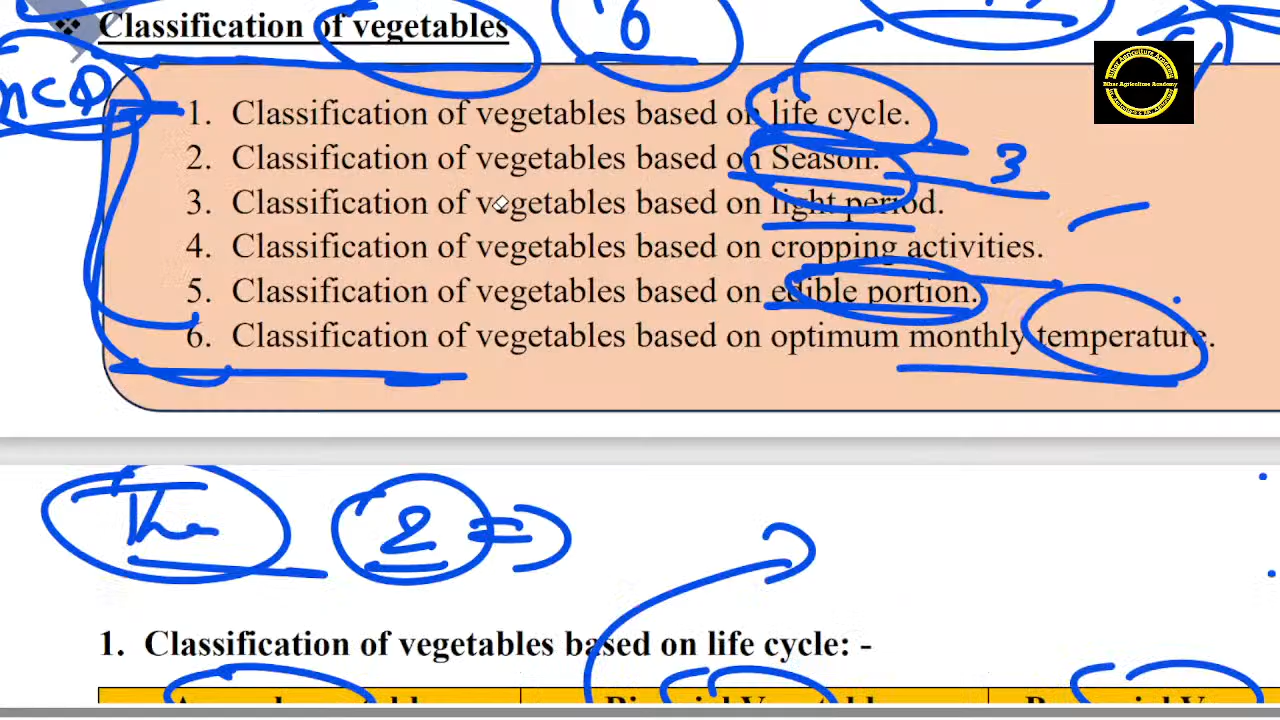 ❖ Classification of vegetables
6
1. Classification of vegetables based on life cycle.
2. Classification of vegetables based on Season.
3
3. Classification of vegetables based on light period.
4. Classification of vegetables based on cropping activities.
5. Classification of vegetables based on edible portion.
6. Classification of vegetables based on optimum monthly temperature.
Bihar Agriculture Academy
2
1. Classification of vegetables based on life cycle: -